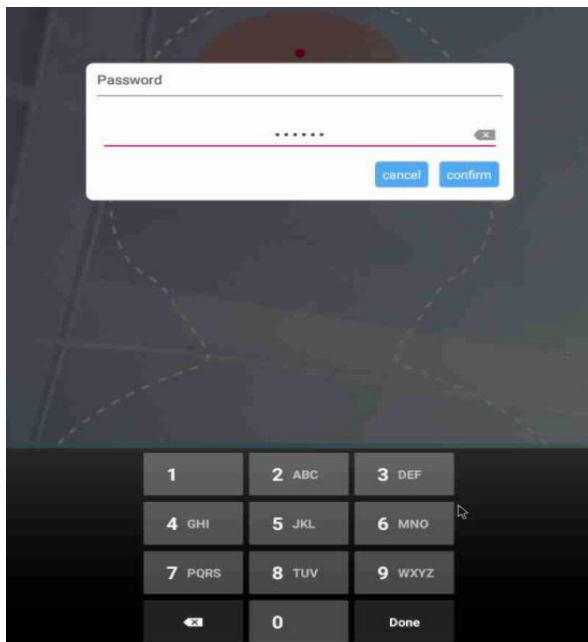 Password
••••••
cancel confirm
1 2 ABC 3 DEF
4 GHI 5 JKL 6 MNO
7 PQRS 8 TUV 9 WXYZ
0 Done